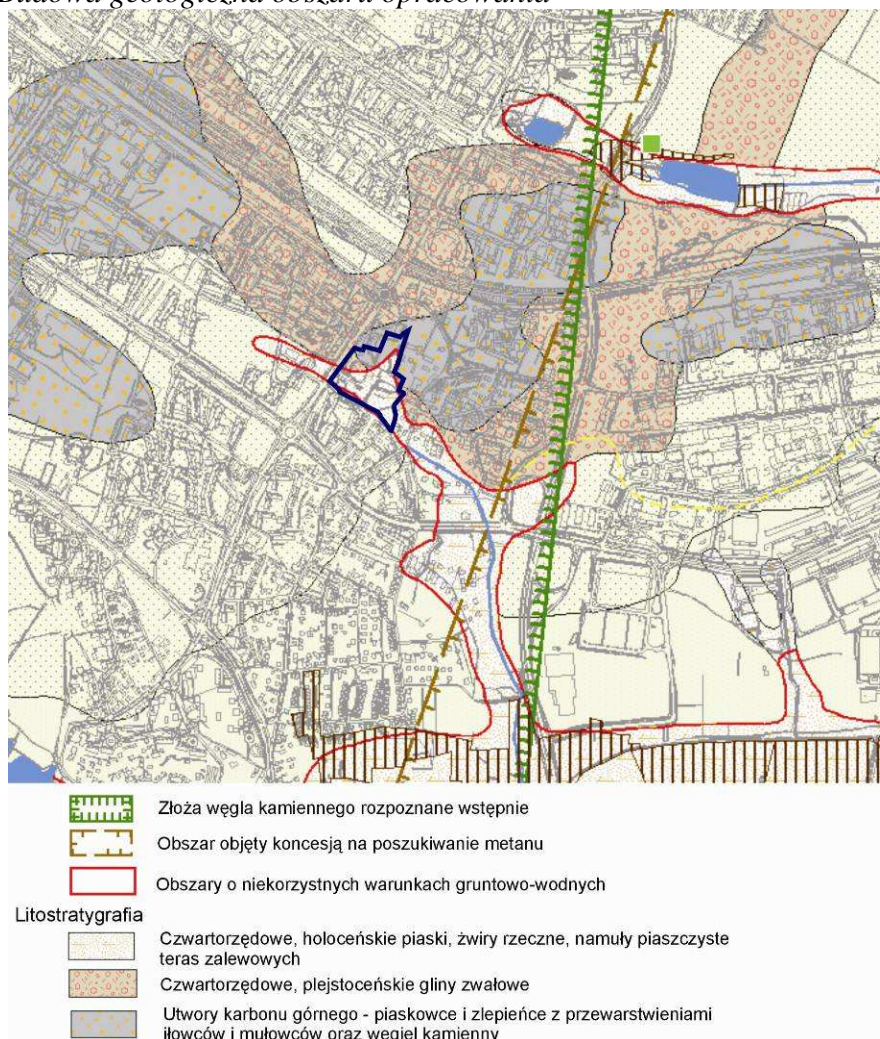 Budowa geologiczna obszaru opracowania
Złoża węgla kamiennego rozpoznane wstępnie
Obszar objęty koncesją na poszukiwanie metanu
Obszary o niekorzystnych warunkach gruntowo-wodnych
Litostratygrafia
Czwartorzędowe, holoceńskie piaski, żwiry rzeczne, namuły piaszczyste
teras zalewowych
Czwartorzędowe, plejstoceńskie gliny zwałowe
Utwory karbonu górnego - piaskowce i zlepieńce z przewarstwieniami
iłowców i mułowców oraz węgiel kamienny